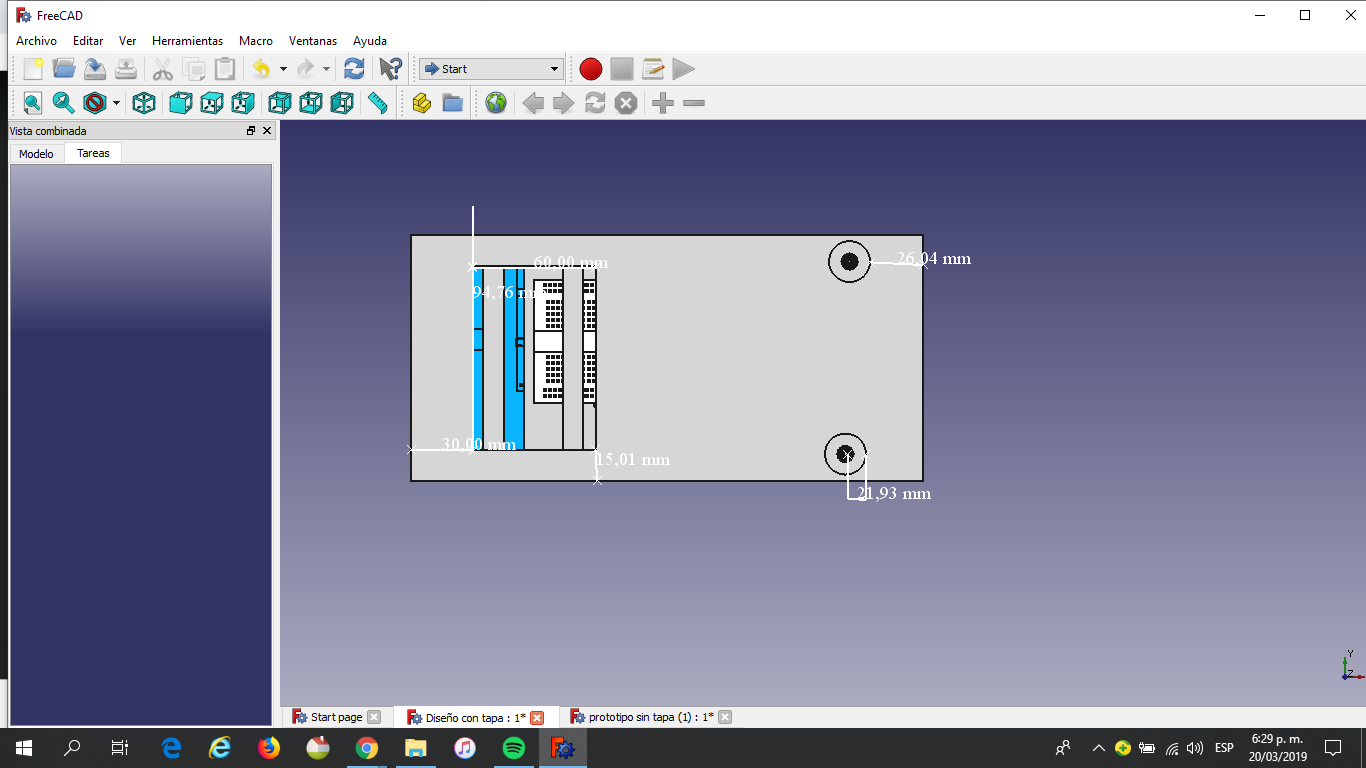 FreeCAD
Archivo Editar Ver Herramientas Macro Ventanas Ayuda
Start
Vista combinada
Modelo Tareas
60,00 mm
26,04 mm
94,76 mm
30,00 mm
15,01 mm
21,93 mm
Y
Z
Start page
Diseño con tapa : 1*
prototipo sin tapa (1) : 1*
ESP
6:29 p. m.
20/03/2019